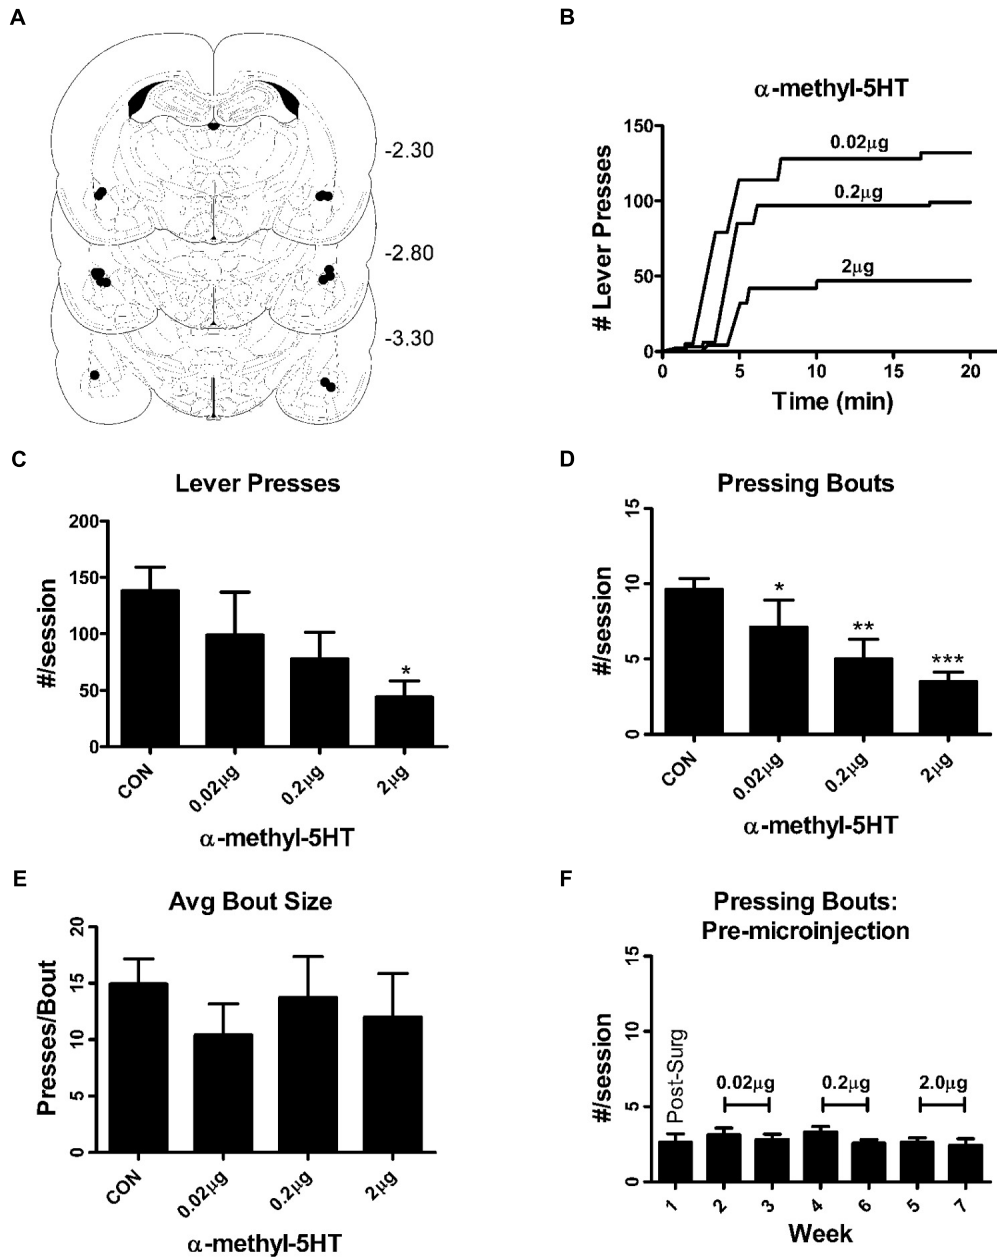 A
-2.30
-2.80
-3.30
B
α-methyl-5HT
# Lever Presses
150
100
50
0
0.02µg
0.2µg
2µg
0 5 10 15 20
Time (min)
C
Lever Presses
#/session
200
150
100
50
0
*
CON 0.02µg 0.2µg 2µg
α-methyl-5HT
D
Pressing Bouts
#/session
15
10
5
0
* ** ***
CON 0.02µg 0.2µg 2µg
α-methyl-5HT
E
Avg Bout Size
Presses/Bout
20
15
10
5
0
CON 0.02µg 0.2µg 2µg
α-methyl-5HT
F
Pressing Bouts:
Pre-microinjection
#/session
15
10
5
0
Post-Surg
0.02µg 0.2µg 2.0µg
1 2 3 4 6 5 7
Week